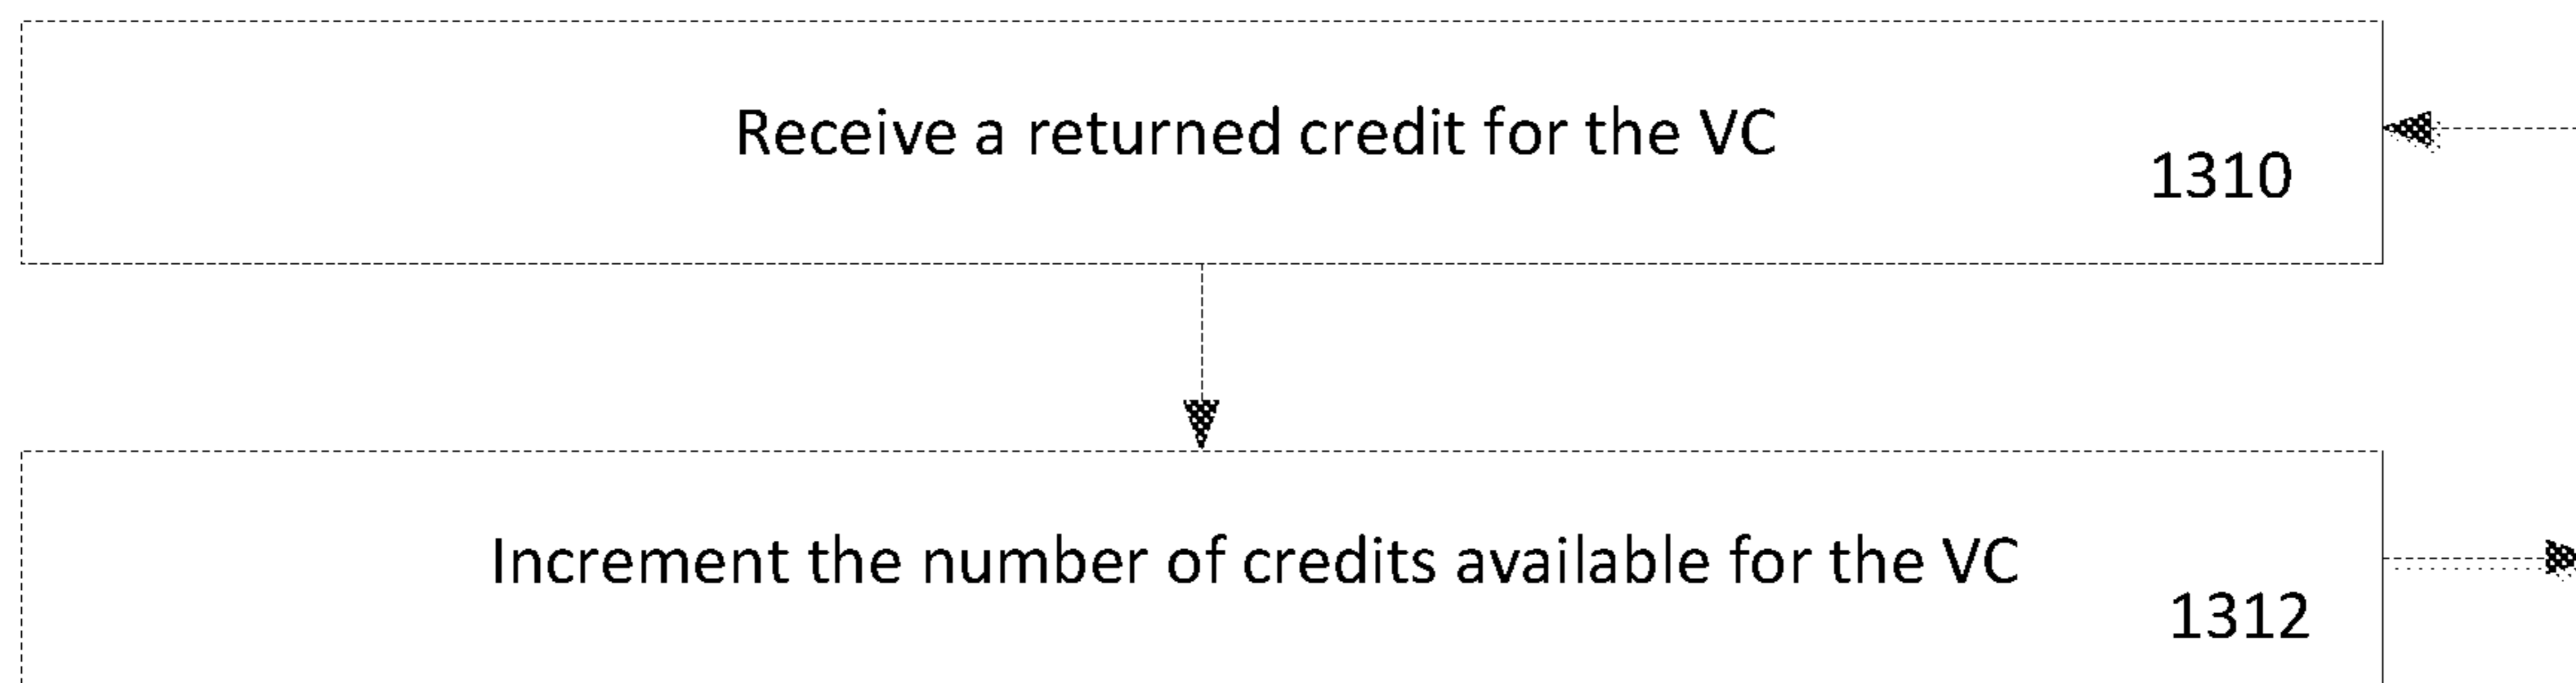 Receive a returned credit for the VC
1310
Increment the number of credits available for the VC
1312